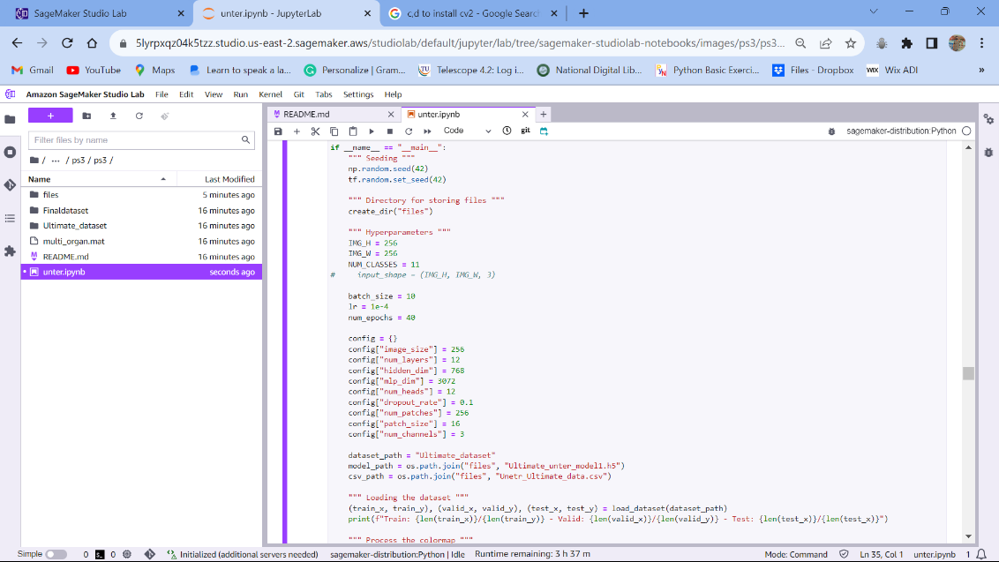 SageMaker Studio Lab
unter.ipynb - JupyterLab
c,d to install cv2 - Google Search
5lyrpxqz04k5tzz.studio.us-east-2.sagemaker.aws/studiolab/default/jupyter/lab/tree/sagemaker-studiolab-notebooks/images/ps3/ps3...
Gmail
YouTube
Maps
Learn to speak a la...
Personalize | Gram...
Telescope 4.2: Log i...
National Digital Lib...
Python Basic Exerci...
Files - Dropbox
WIX Wix ADI
»
Amazon SageMaker Studio Lab File Edit View Run Kernel Git Tabs Settings Help
README.md
unter.ipynb
Filter files by name
Code
git
sagemaker-distribution:Python
/ ... / ps3 / ps3 /
Name Last Modified
files 5 minutes ago
Finaldataset 16 minutes ago
Ultimate_dataset 16 minutes ago
multi_organ.mat 16 minutes ago
README.md 16 minutes ago
unter.ipynb seconds ago
if __name__ == "__main__":
""" Seeding """
np.random.seed(42)
tf.random.set_seed(42)
""" Directory for storing files """
create_dir("files")
""" Hyperparameters """
IMG_H = 256
IMG_W = 256
NUM_CLASSES = 11
# input_shape = (IMG_H, IMG_W, 3)
batch_size = 10
lr = 1e-4
num_epochs = 40
config = {}
config["image_size"] = 256
config["num_layers"] = 12
config["hidden_dim"] = 768
config["mlp_dim"] = 3072
config["num_heads"] = 12
config["dropout_rate"] = 0.1
config["num_patches"] = 256
config["patch_size"] = 16
config["num_channels"] = 3
dataset_path = "Ultimate_dataset"
model_path = os.path.join("files", "Ultimate_unter_model1.h5")
csv_path = os.path.join("files", "Unetr_Ultimate_data.csv")
""" Loading the dataset """
(train_x, train_y), (valid_x, valid_y), (test_x, test_y) = load_dataset(dataset_path)
print(f"Train: {len(train_x)}/{len(train_y)} - Valid: {len(valid_x)}/{len(valid_y)} - Test: {len(test_x)}/{len(test_x)}")
""" Process the colormap """
Simple 0 0 Initialized (additional servers needed) sagemaker-distribution:Python | Idle Runtime remaining: 3 h 37 m Mode: Command Ln 35, Col 1 unter.ipynb 1